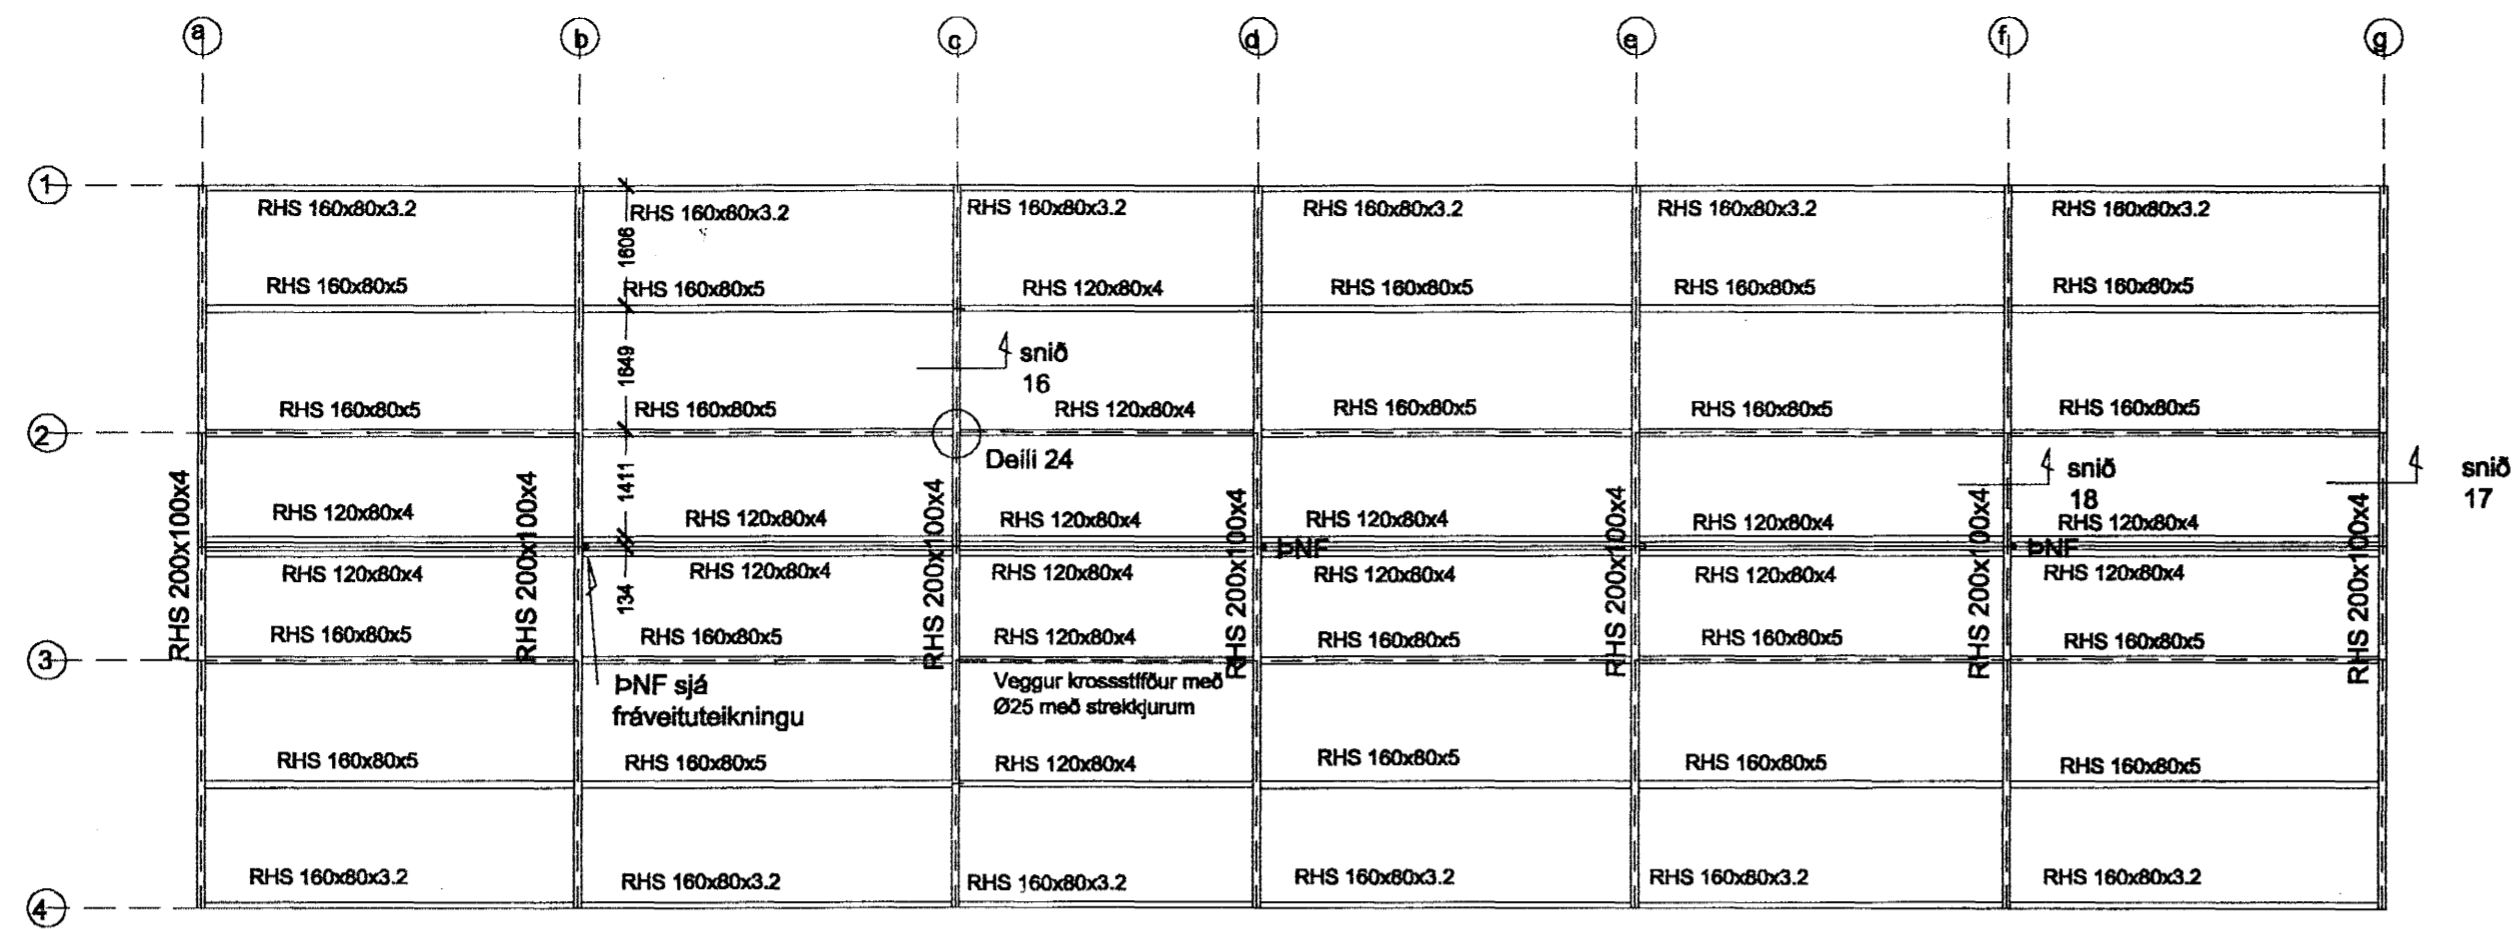 a b c d e f g
1
RHS 160x80x3.2 RHS 160x80x3.2 RHS 160x80x3.2 RHS 160x80x3.2 RHS 160x80x3.2 RHS 160x80x3.2
1606
RHS 160x80x5 RHS 160x80x5 RHS 120x80x4 RHS 160x80x5 RHS 160x80x5 RHS 160x80x5
1649
snið
16
RHS 160x80x5 RHS 160x80x5 RHS 120x80x4 RHS 160x80x5 RHS 160x80x5 RHS 160x80x5
2
Deili 24
1411
snið
18
snið
17
RHS 120x80x4 RHS 120x80x4 RHS 120x80x4 RHS 120x80x4 RHS 120x80x4 RHS 120x80x4
RHS 200x100x4 RHS 200x100x4 RHS 200x100x4 RHS 200x100x4 RHS 200x100x4 RHS 200x100x4 RHS 200x100x4
ÞNF ÞNF
RHS 120x80x4 RHS 120x80x4 RHS 120x80x4 RHS 120x80x4 RHS 120x80x4 RHS 120x80x4
134
RHS 160x80x5 RHS 160x80x5 RHS 120x80x4 RHS 160x80x5 RHS 160x80x5 RHS 160x80x5
3
ÞNF sjá
fráveituteikningu
Veggur krossstífður með
Ø25 með strekkjurum
RHS 160x80x5 RHS 160x80x5 RHS 120x80x4 RHS 160x80x5 RHS 160x80x5 RHS 160x80x5
RHS 160x80x3.2 RHS 160x80x3.2 RHS 160x80x3.2 RHS 160x80x3.2 RHS 160x80x3.2 RHS 160x80x3.2
4